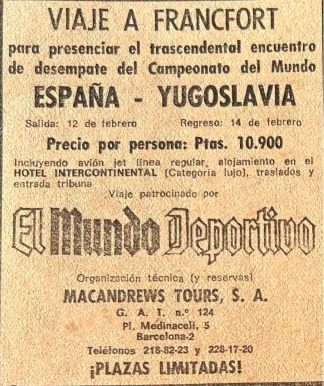 VIAJE A FRANCFORT
para presenciar el trascendental encuentro
de desempate del Campeonato del Mundo
ESPAÑA - YUGOSLAVIA
Salida: 12 de febrero Regreso: 14 de febrero
Precio por persona: Ptas. 10.900
Incluyendo avión jet línea regular, alojamiento en el
HOTEL INTERCONTINENTAL (Categoría lujo), traslados y
entrada tribuna
Viaje patrocinado por
El Mundo Deportivo
Organización técnica (y reservas)
MACANDREWS TOURS, S. A.
G. A. T. n.º 124
Pl. Medinaceli, 5
Barcelona-2
Teléfonos 218-82-23 y 228-17-20
¡PLAZAS LIMITADAS!